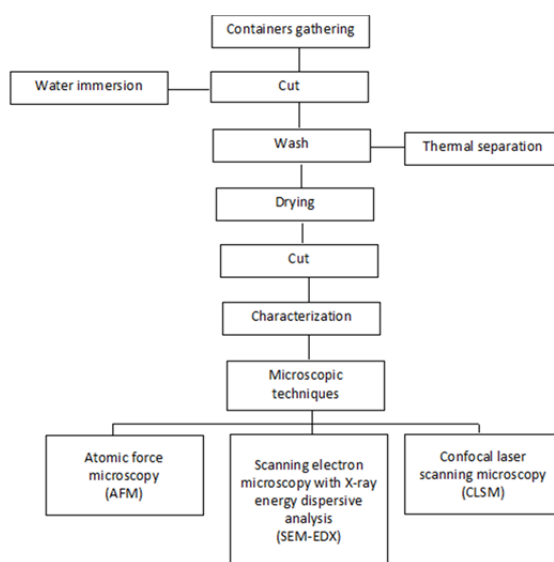 Containers gathering
Water immersion
Cut
Wash
Thermal separation
Drying
Cut
Characterization
Microscopic
techniques
Atomic force
microscopy
(AFM)
Scanning electron
microscopy with X-ray
energy dispersive
analysis
(SEM-EDX)
Confocal laser
scanning microscopy
(CLSM)